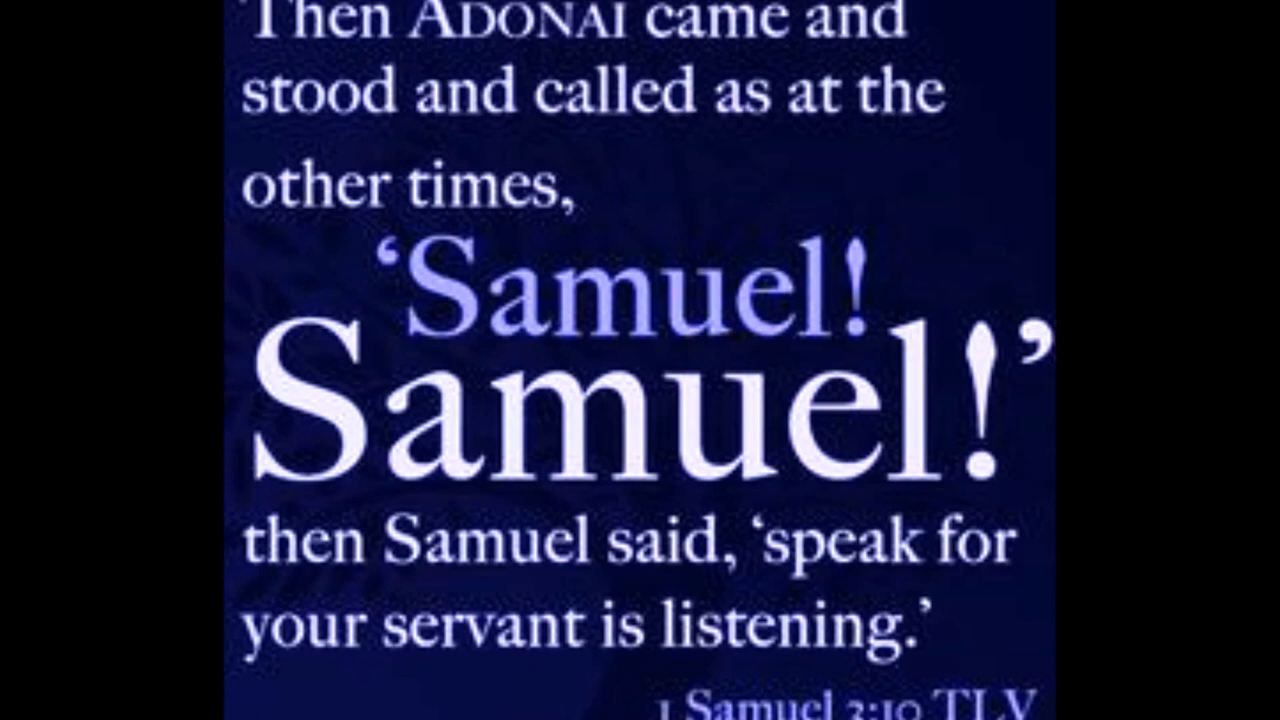 Then ADONAI came and
stood and called as at the
other times,
‘Samuel!
Samuel!’
then Samuel said, ‘speak for
your servant is listening.’
1 Samuel 3:10 TLV